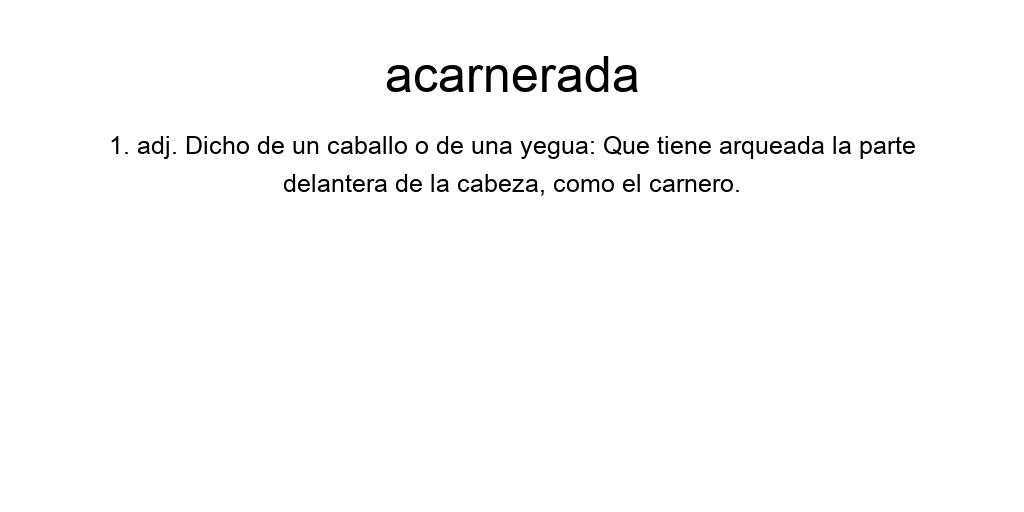 acarnerada
1. adj. Dicho de un caballo o de una yegua: Que tiene arqueada la parte
delantera de la cabeza, como el carnero.